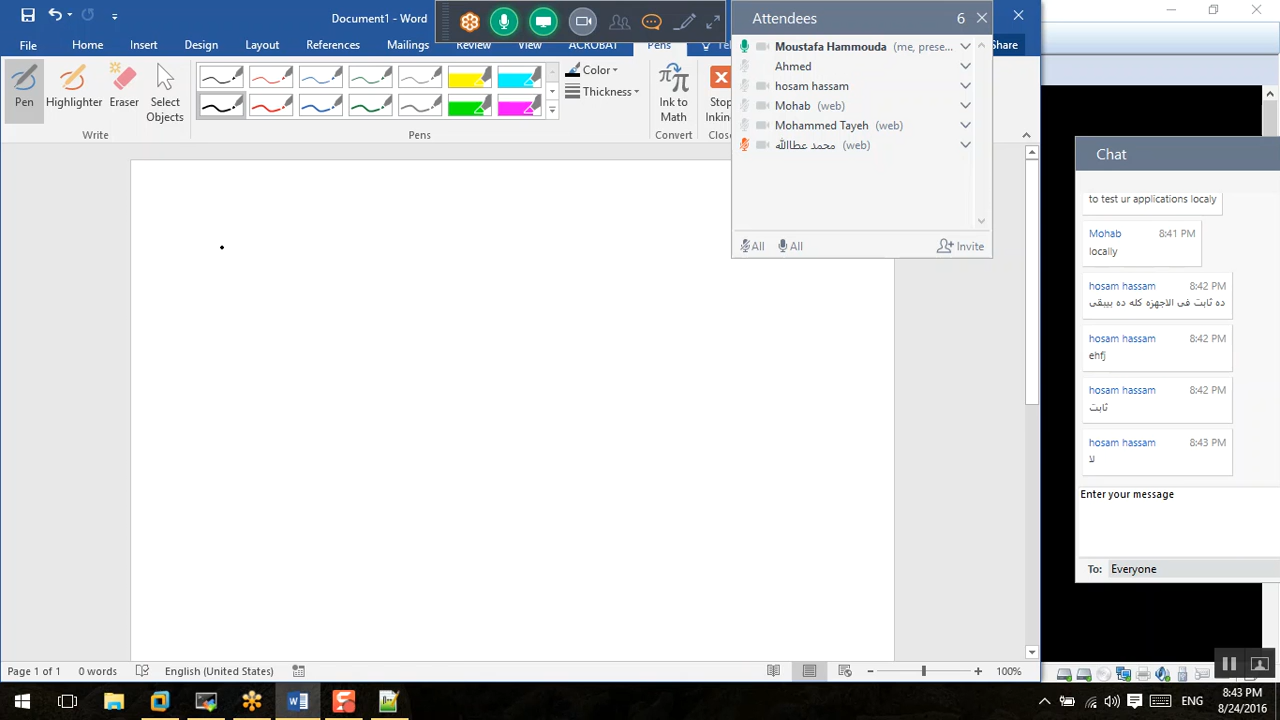 Document1 - Word
Attendees 6
File Home Insert Design Layout References Mailings Review View ACROBAT Pens Share
Moustafa Hammouda (me, prese...
Ahmed
hosam hassam
Mohab (web)
Mohammed Tayeh (web)
محمد عطاالله (web)
All All Invite
Pen
Highlighter
Eraser
Select
Objects
Color
Thickness
Ink to
Math
Stop
Inking
Write
Pens
Convert
Chat
to test ur applications localy
Mohab 8:41 PM
locally
hosam hassam 8:42 PM
ده ثابت فى الاجهزه كله ده بيبقى
hosam hassam 8:42 PM
ehfj
hosam hassam 8:42 PM
ثابت
hosam hassam 8:43 PM
لا
Enter your message
To: Everyone
Page 1 of 1 0 words English (United States) 100%
ENG
8:43 PM
8/24/2016